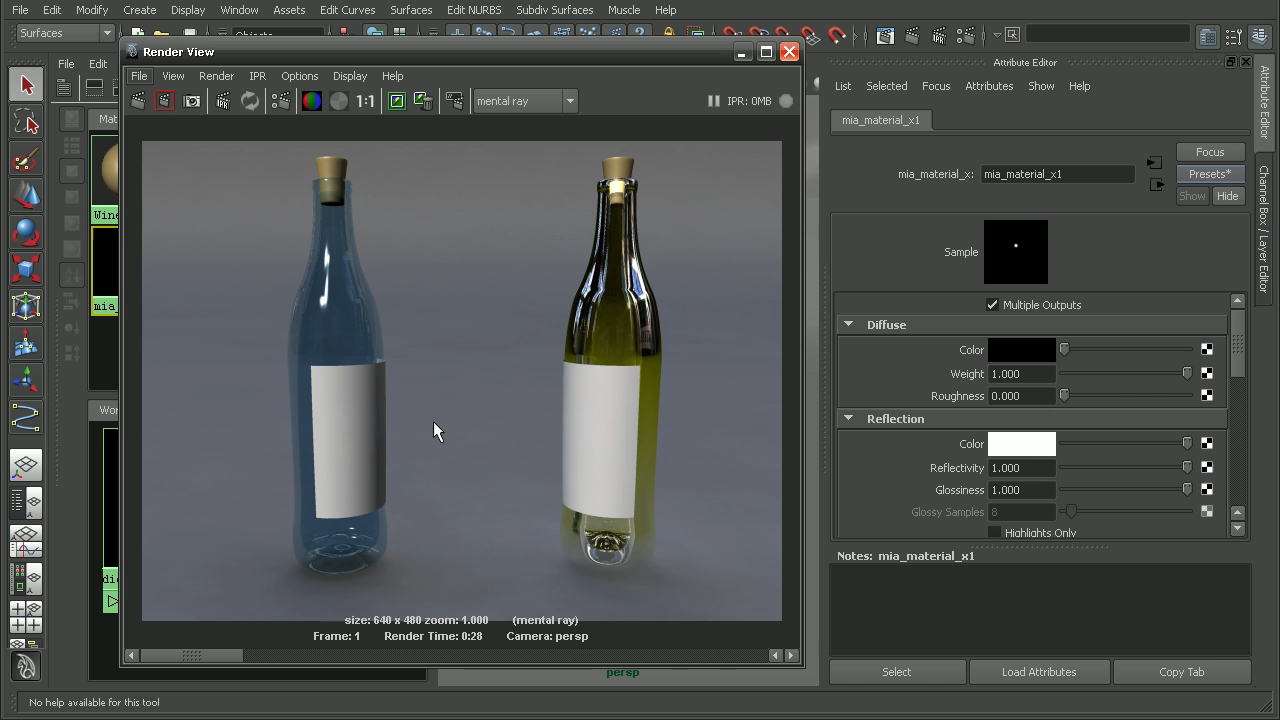 File Edit Modify Create Display Window Assets Edit Curves Surfaces Edit NURBS Subdiv Surfaces Muscle Help
Surfaces
Objects
File Edit
Render View
File View Render IPR Options Display Help
1:1
mental ray
IPR: 0MB
Mat
Wine
mia_
Wor
size: 640 x 480 zoom: 1.000 (mental ray)
Frame: 1 Render Time: 0:28 Camera: persp
persp
Attribute Editor
List Selected Focus Attributes Show Help
mia_material_x1
mia_material_x: mia_material_x1
Focus
Presets*
Show Hide
Sample
Multiple Outputs
Diffuse
Color
Weight 1.000
Roughness 0.000
Reflection
Color
Reflectivity 1.000
Glossiness 1.000
Glossy Samples 8
Highlights Only
Notes: mia_material_x1
Select Load Attributes Copy Tab
Attribute Editor
Channel Box / Layer Editor
No help available for this tool